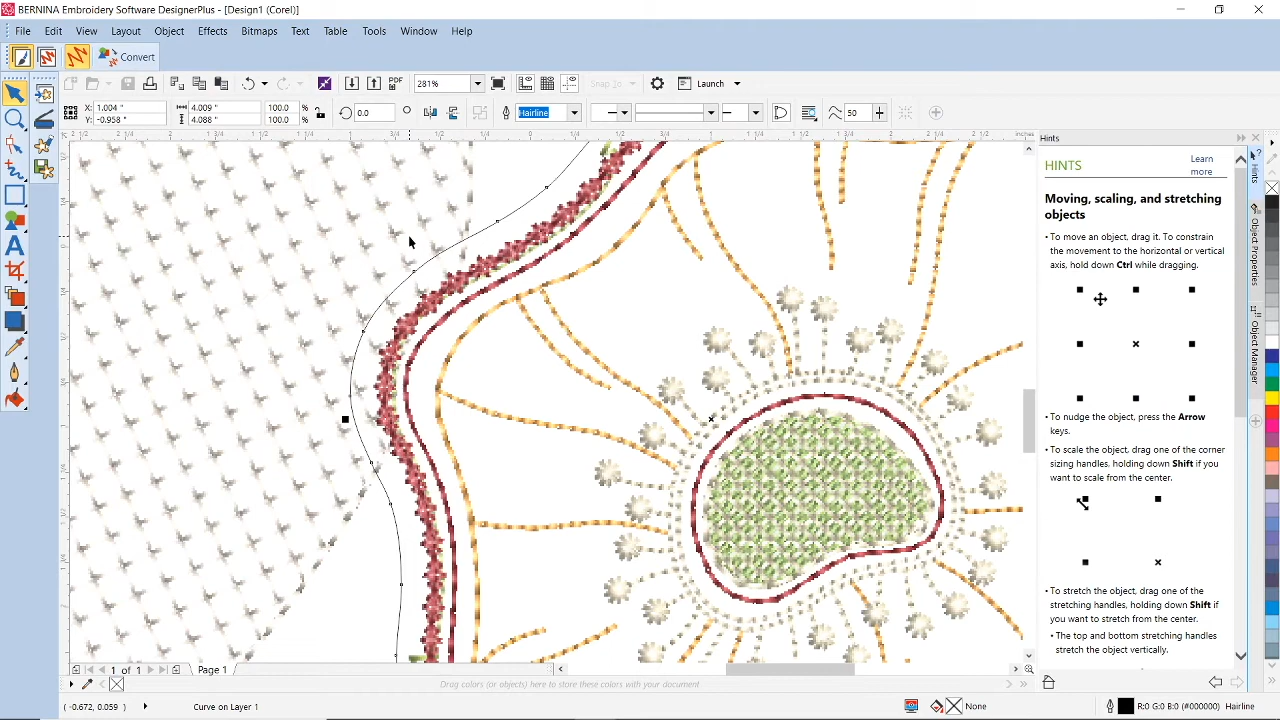 BERNINA Embroidery Software DesignerPlus - [Design1 (Corel)]
File Edit View Layout Object Effects Bitmaps Text Table Tools Window Help
Convert
281% Snap To Launch
X: 1.004 "
Y: -0.958 "
4.009 "
4.938 "
100.0 %
100.0 %
0.0
Hairline
50
inches
Hints
HINTS
Learn more
Moving, scaling, and stretching
objects
• To move an object, drag it. To constrain
the movement to the horizontal or vertical
axis, hold down Ctrl while dragging.
• To nudge the object, press the Arrow
keys.
• To scale the object, drag one of the corner
sizing handles, holding down Shift if you
want to scale from the center.
• To stretch the object, drag one of the
stretching handles, holding down Shift if
you want to stretch from the center.
• The top and bottom stretching handles
stretch the object vertically.
Hints
Object Properties
Object Manager
1 of 1
Page 1
Drag colors (or objects) here to store these colors with your document
( -0.672, 0.059 )
Curve on Layer 1
None
R:0 G:0 B:0 (#000000) Hairline